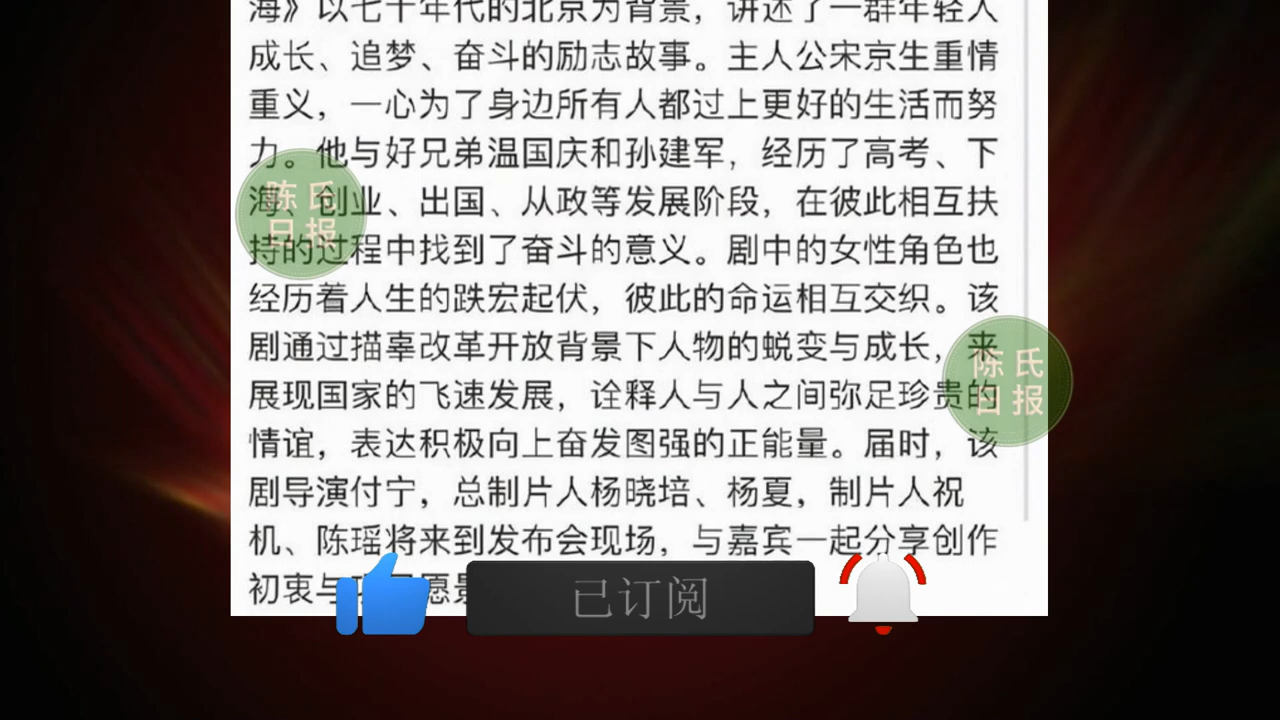 海》以七十年代的北京为背景，讲述了一群年轻人
成长、追梦、奋斗的励志故事。主人公宋京生重情
重义，一心为了身边所有人都过上更好的生活而努
力。他与好兄弟温国庆和孙建军，经历了高考、下
海、创业、出国、从政等发展阶段，在彼此相互扶
持的过程中找到了奋斗的意义。剧中的女性角色也
经历着人生的跌宏起伏，彼此的命运相互交织。该
剧通过描辜改革开放背景下人物的蜕变与成长，来
展现国家的飞速发展，诠释人与人之间弥足珍贵的
情谊，表达积极向上奋发图强的正能量。届时，该
剧导演付宁，总制片人杨晓培、杨夏，制片人祝
机、陈瑶将来到发布会现场，与嘉宾一起分享创作
初衷与愿景
陈氏
日报
陈氏
日报
已订阅